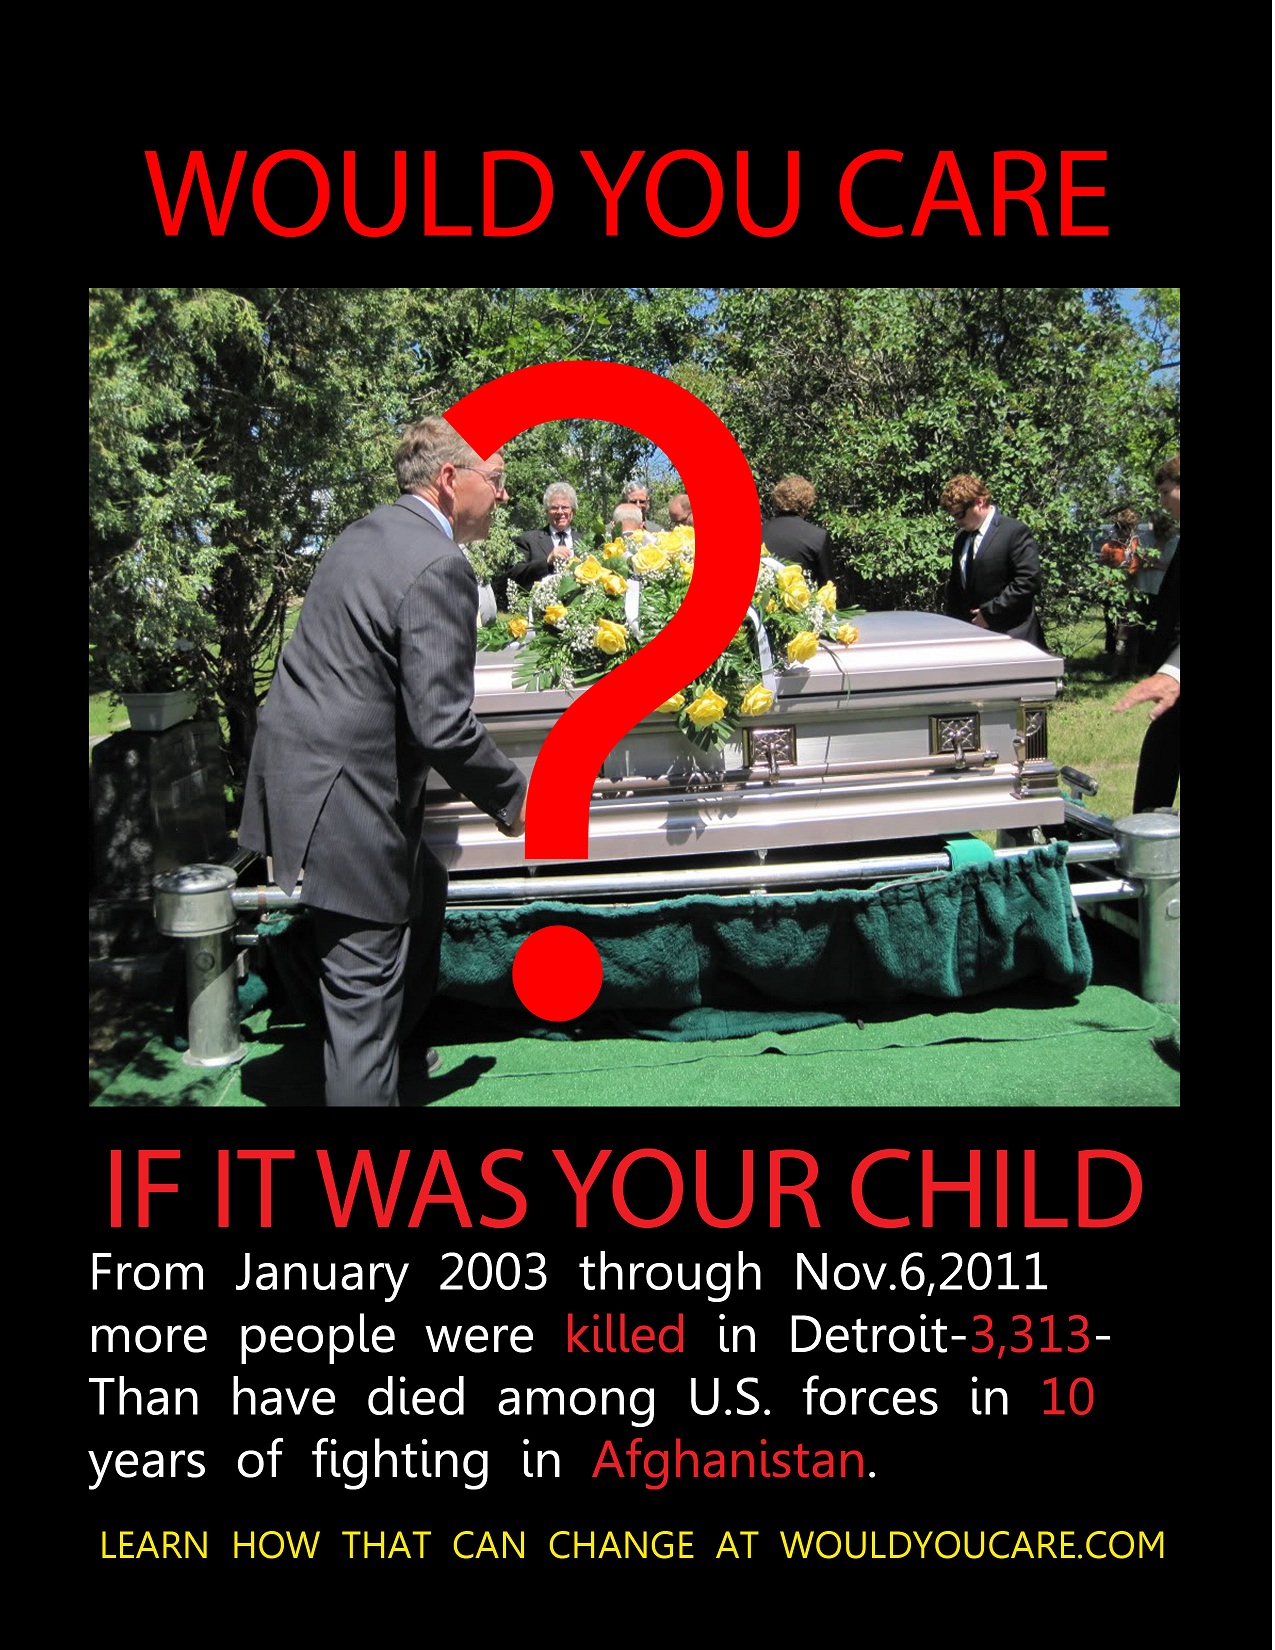 WOULD YOU CARE
?
IF IT WAS YOUR CHILD
From January 2003 through Nov.6,2011
more people were killed in Detroit-3,313-
Than have died among U.S. forces in 10
years of fighting in Afghanistan.
LEARN HOW THAT CAN CHANGE AT WOULDYOUCARE.COM